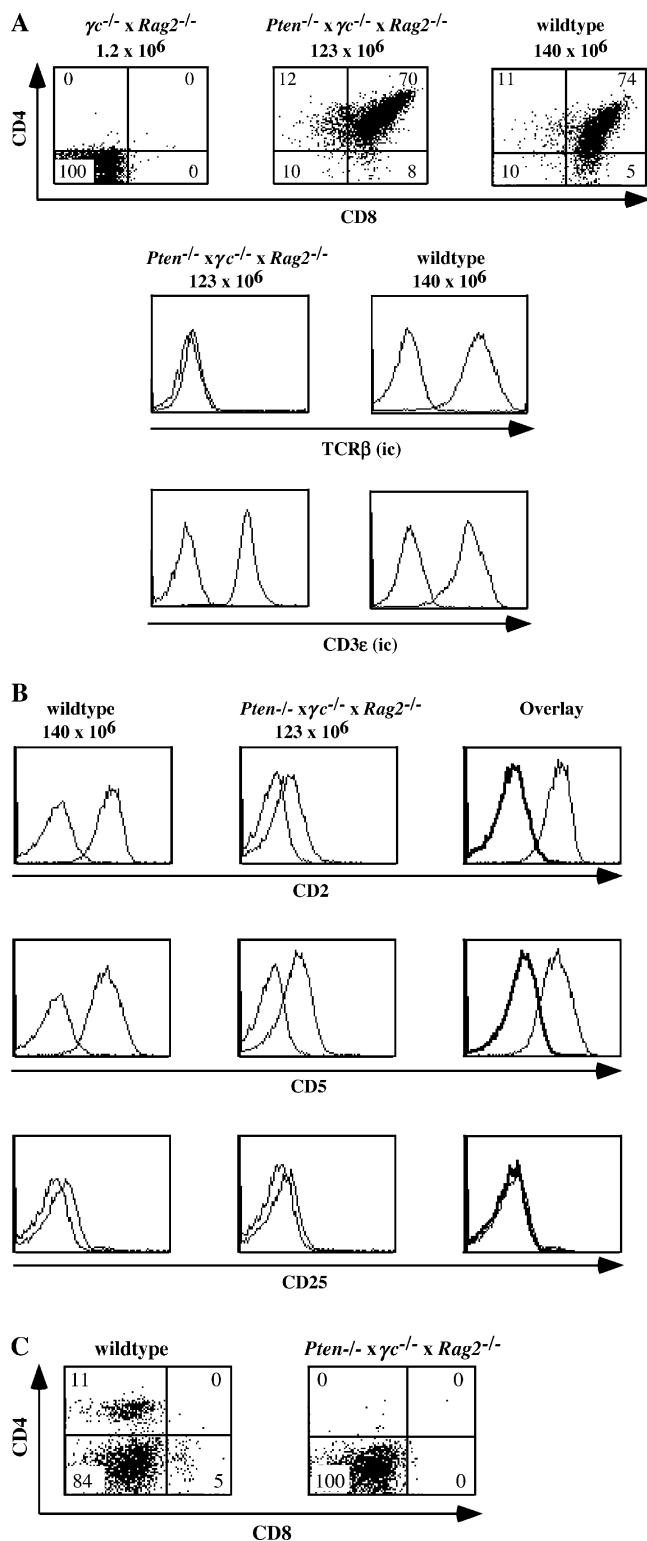 A
γc-/- x Rag2-/-
1.2 x 10^6
Pten-/- x γc-/- x Rag2-/-
123 x 10^6
wildtype
140 x 10^6
CD4
0 0
100 0
12 70
10 8
11 74
10 5
CD8
Pten-/- x γc-/- x Rag2-/-
123 x 10^6
wildtype
140 x 10^6
TCRβ (ic)
CD3ε (ic)
B
wildtype
140 x 10^6
Pten-/- x γc-/- x Rag2-/-
123 x 10^6
Overlay
CD2
CD5
CD25
C
wildtype
Pten-/- x γc-/- x Rag2-/-
CD4
11 0
84 5
0 0
100 0
CD8